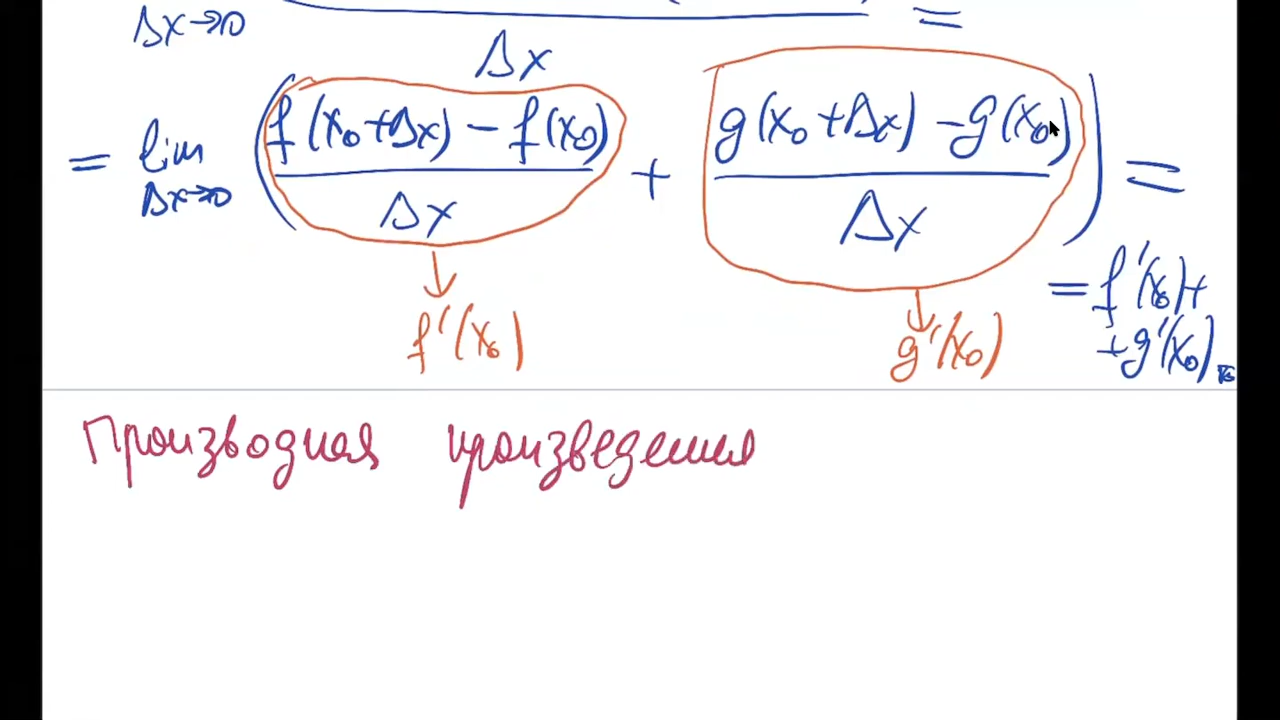 Δx→0 =
Δx
= lim Δx→0 ( (f(x₀+Δx) − f(x₀)) / Δx + (g(x₀+Δx) − g(x₀)) / Δx ) =
= f'(x₀)+
+g'(x₀)
f'(x₀) g'(x₀)
Производная произведения